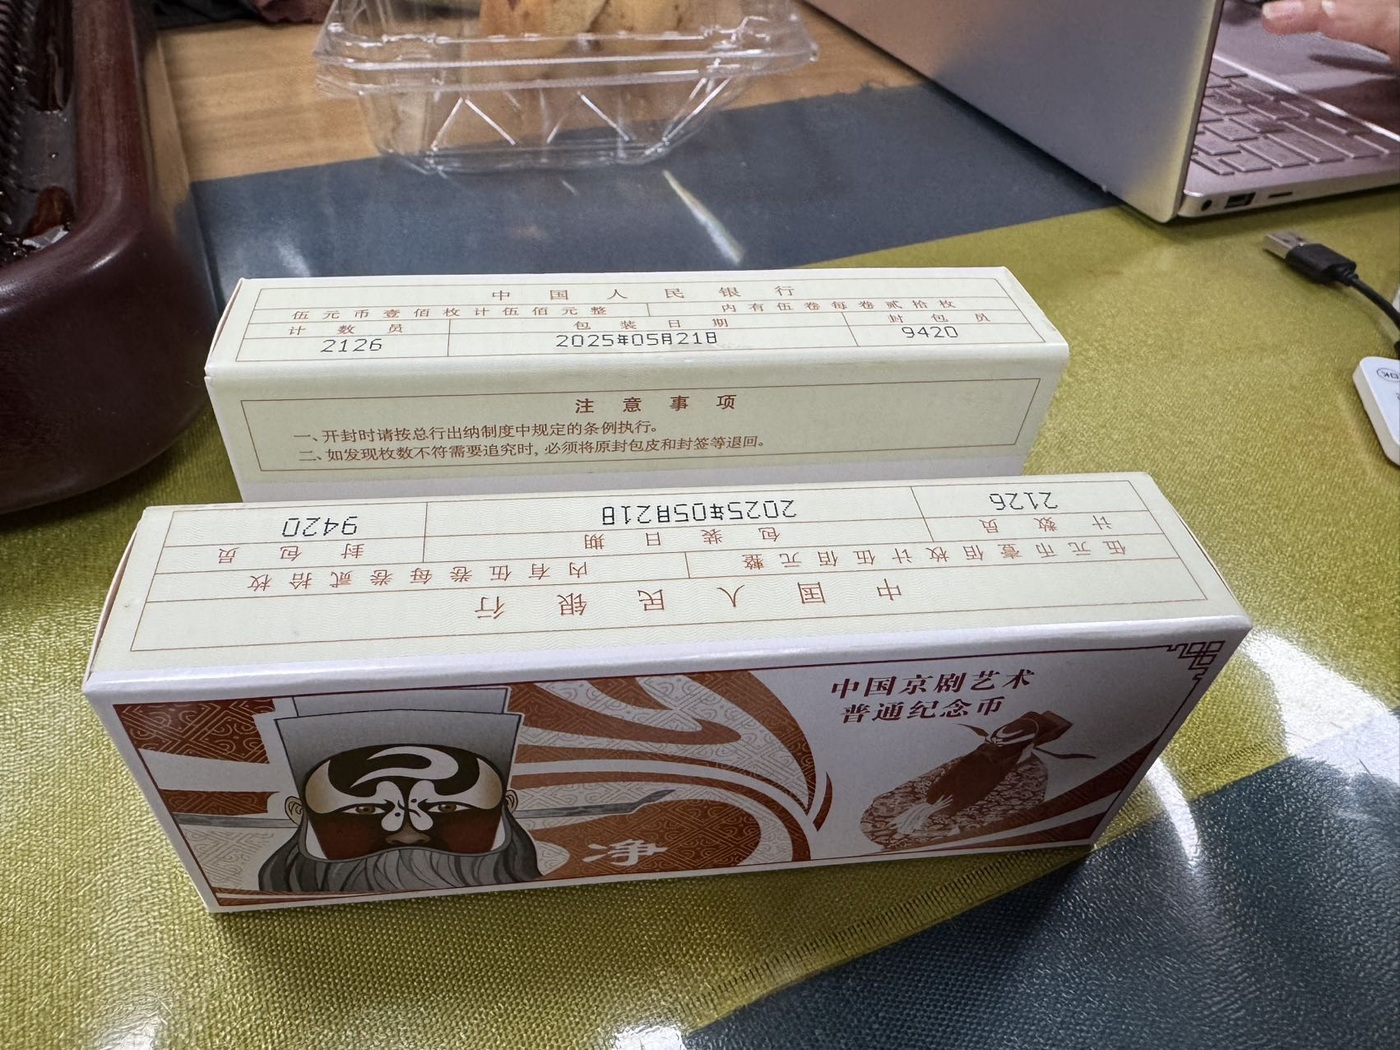 中国人民银行
伍元币壹佰枚计伍佰元整 内有伍卷每卷贰拾枚
计数员 包装日期 封包员
2126 2025年05月21日 9420
注意事项
一、开封时请按总行出纳制度中规定的条例执行。
二、如发现枚数不符需要追究时，必须将原封包皮和封签等退回。
中国人民银行
伍元币壹佰枚计伍佰元整 内有伍卷每卷贰拾枚
计数员 包装日期 封包员
2126 2025年05月21日 9420
中国京剧艺术
普通纪念币
净